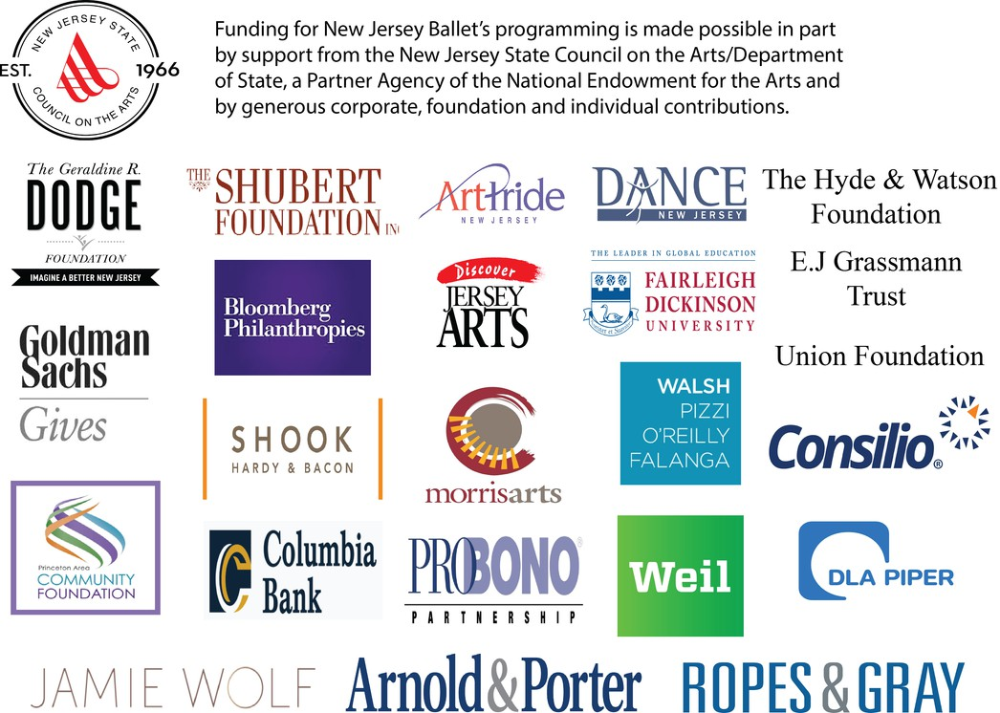 NEW JERSEY STATE
EST. 1966
COUNCIL ON THE ARTS
Funding for New Jersey Ballet’s programming is made possible in part
by support from the New Jersey State Council on the Arts/Department
of State, a Partner Agency of the National Endowment for the Arts and
by generous corporate, foundation and individual contributions.
The Geraldine R.
DODGE
FOUNDATION
IMAGINE A BETTER NEW JERSEY
THE SHUBERT
FOUNDATION IN
ArtPride
NEW JERSEY
DANCE
NEW JERSEY
The Hyde & Watson
Foundation
E.J Grassmann
Trust
Union Foundation
Goldman
Sachs
Gives
Bloomberg
Philanthropies
Discover
JERSEY
ARTS
THE LEADER IN GLOBAL EDUCATION
FAIRLEIGH
DICKINSON
UNIVERSITY
SHOOK
HARDY & BACON
morrisarts
WALSH
PIZZI
O’REILLY
FALANGA
Consilio®
Princeton Area
COMMUNITY
FOUNDATION
Columbia
Bank
PROBONO®
PARTNERSHIP
Weil
DLA PIPER
JAMIE WOLF
Arnold&Porter
ROPES & GRAY